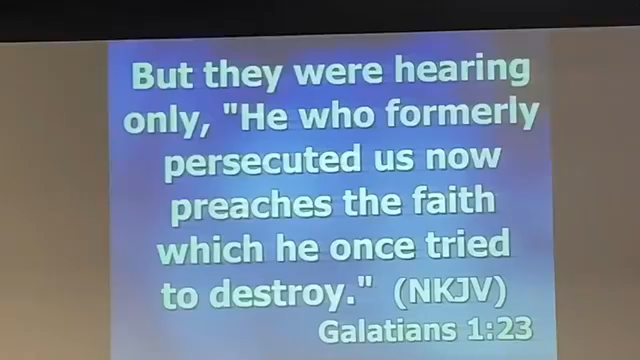 But they were hearing
only, "He who formerly
persecuted us now
preaches the faith
which he once tried
to destroy." (NKJV)
Galatians 1:23